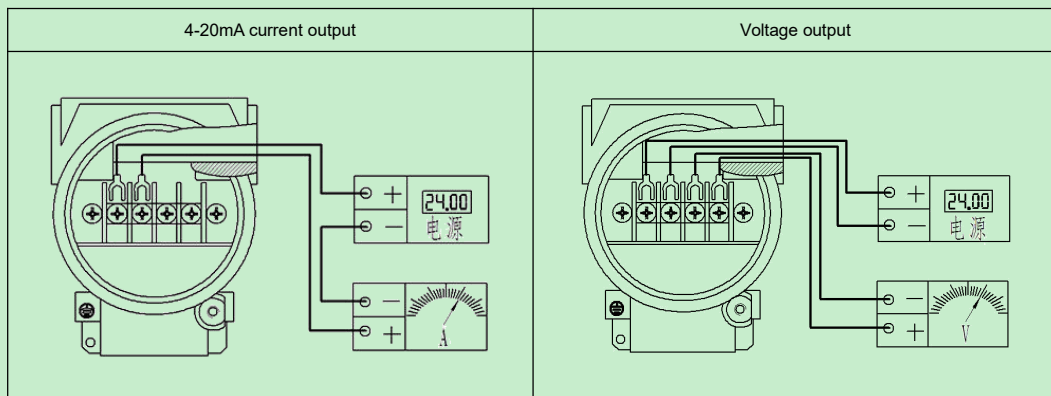 4-20mA current output
Voltage output
+ 24.00
- 电源
-
+ A
+ 24.00
- 电源
-
+ V